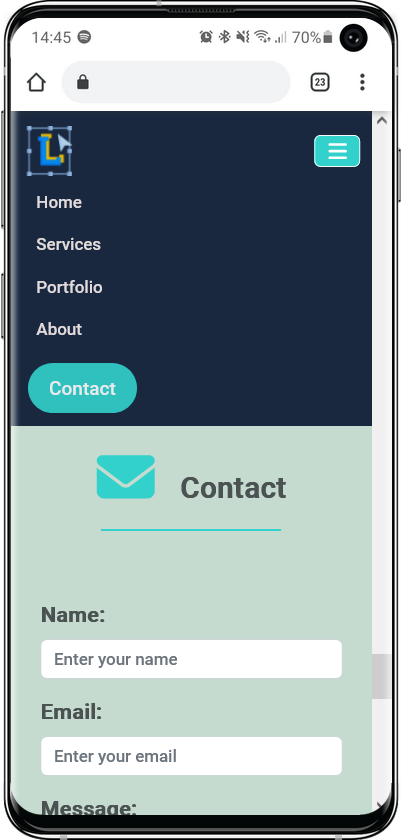 14:45
70%
23
L
Home
Services
Portfolio
About
Contact
Contact
Name:
Enter your name
Email:
Enter your email
Message: